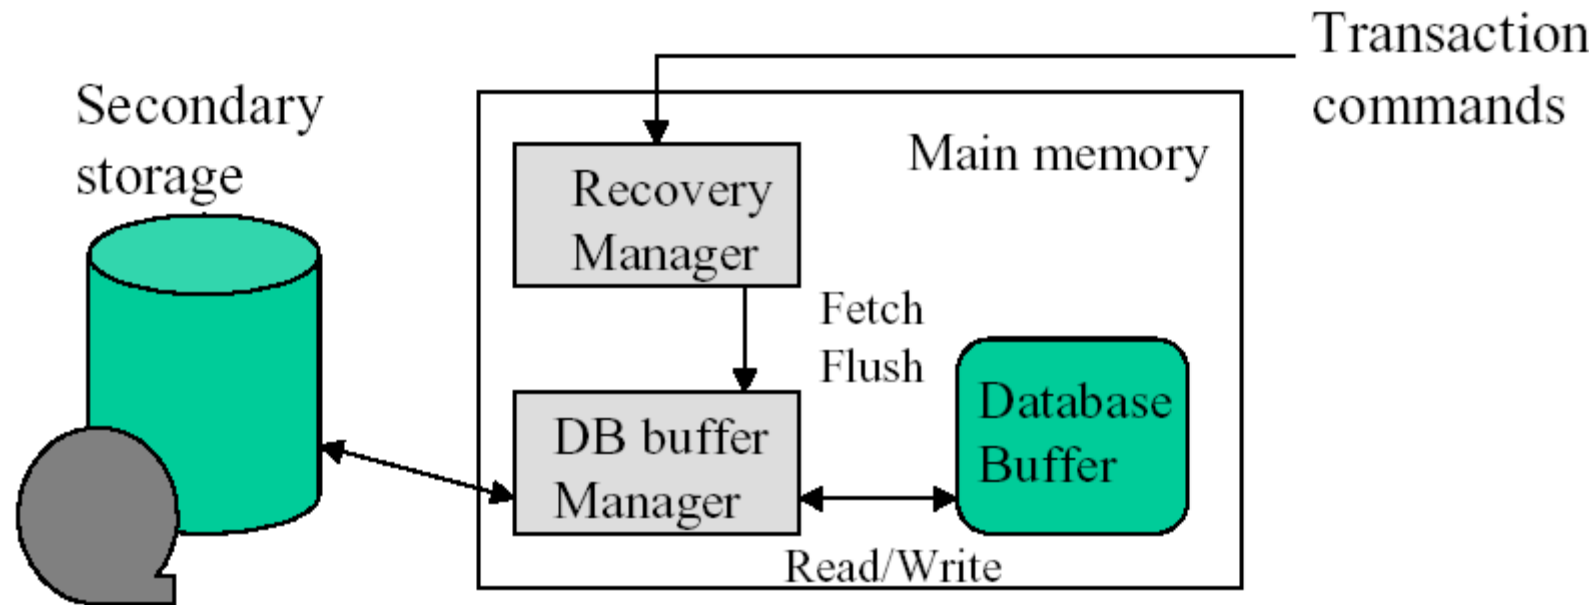 Transaction
commands
Secondary
storage
Main memory
Recovery
Manager
Fetch
Flush
Database
Buffer
DB buffer
Manager
Read/Write